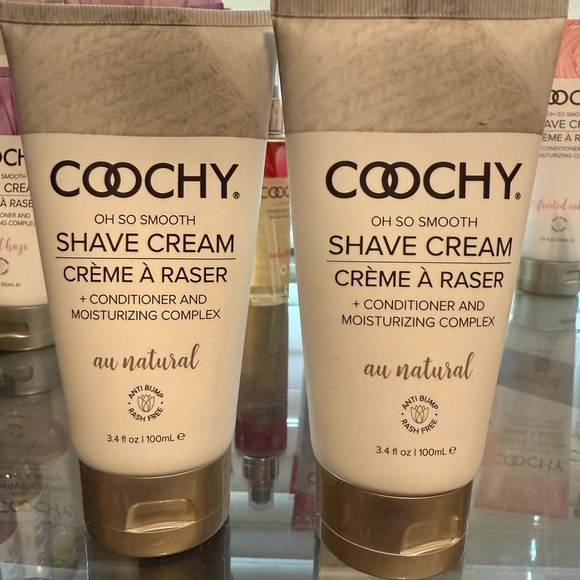 COOCHY®
OH SO SMOOTH
SHAVE CREAM
CRÈME À RASER
+ CONDITIONER AND
MOISTURIZING COMPLEX
au natural
ANTI BUMP
RASH FREE
3.4 fl oz | 100mL e
COOCHY®
OH SO SMOOTH
SHAVE CREAM
CRÈME À RASER
+ CONDITIONER AND
MOISTURIZING COMPLEX
au natural
ANTI BUMP
RASH FREE
3.4 fl oz | 100mL e